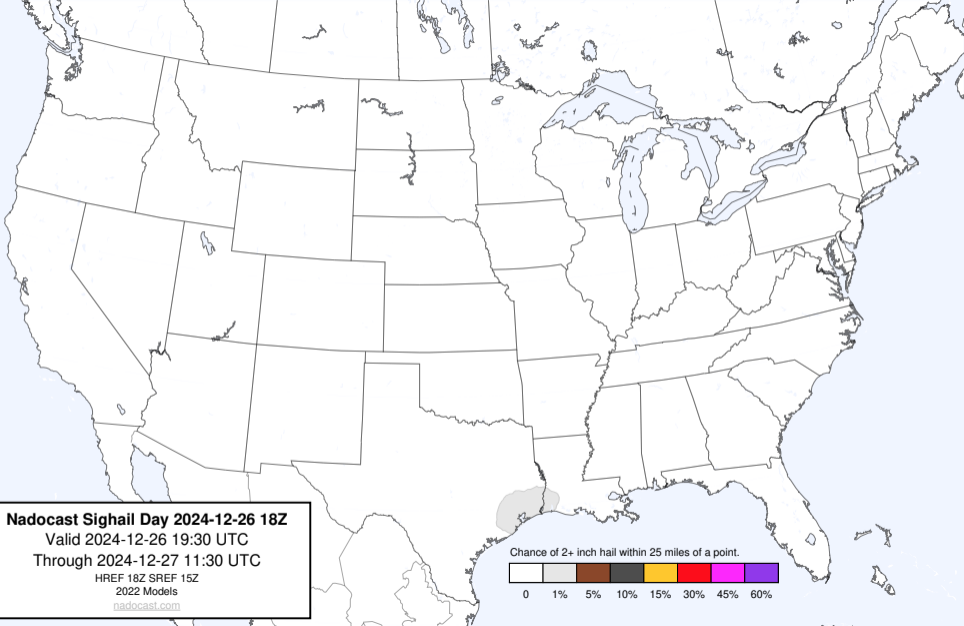 Nadocast Sighail Day 2024-12-26 18Z
Valid 2024-12-26 19:30 UTC
Through 2024-12-27 11:30 UTC
HREF 18Z SREF 15Z
2022 Models
nadocast.com
Chance of 2+ inch hail within 25 miles of a point.
0 1% 5% 10% 15% 30% 45% 60%